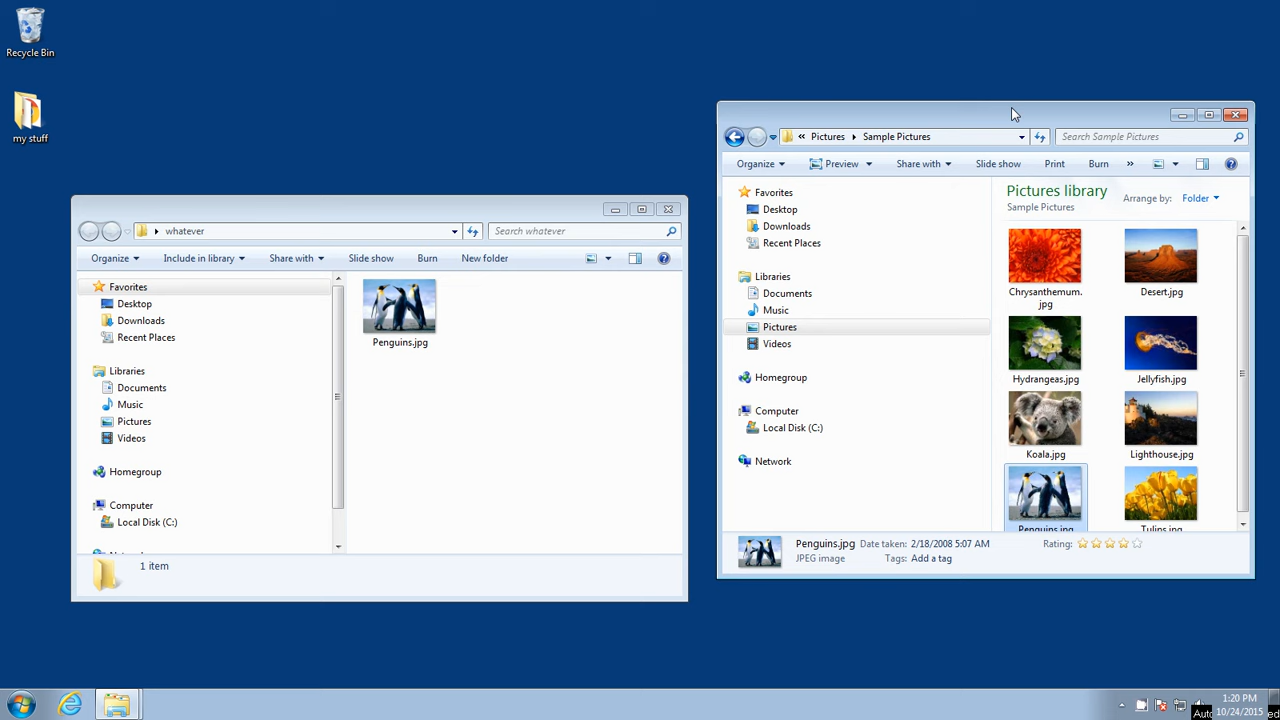 Recycle Bin
my stuff
whatever
Search whatever
Organize
Include in library
Share with
Slide show
Burn
New folder
Favorites
Desktop
Downloads
Recent Places
Libraries
Documents
Music
Pictures
Videos
Homegroup
Computer
Local Disk (C:)
Penguins.jpg
1 item
« Pictures Sample Pictures
Search Sample Pictures
Organize
Preview
Share with
Slide show
Print
Burn
»
Favorites
Desktop
Downloads
Recent Places
Libraries
Documents
Music
Pictures
Videos
Homegroup
Computer
Local Disk (C:)
Network
Pictures library
Sample Pictures
Arrange by: Folder
Chrysanthemum.
jpg
Desert.jpg
Hydrangeas.jpg
Jellyfish.jpg
Koala.jpg
Lighthouse.jpg
Penguins.jpg
Tulips.jpg
Penguins.jpg Date taken: 2/18/2008 5:07 AM
Rating:
JPEG image Tags: Add a tag
1:20 PM
10/24/2015